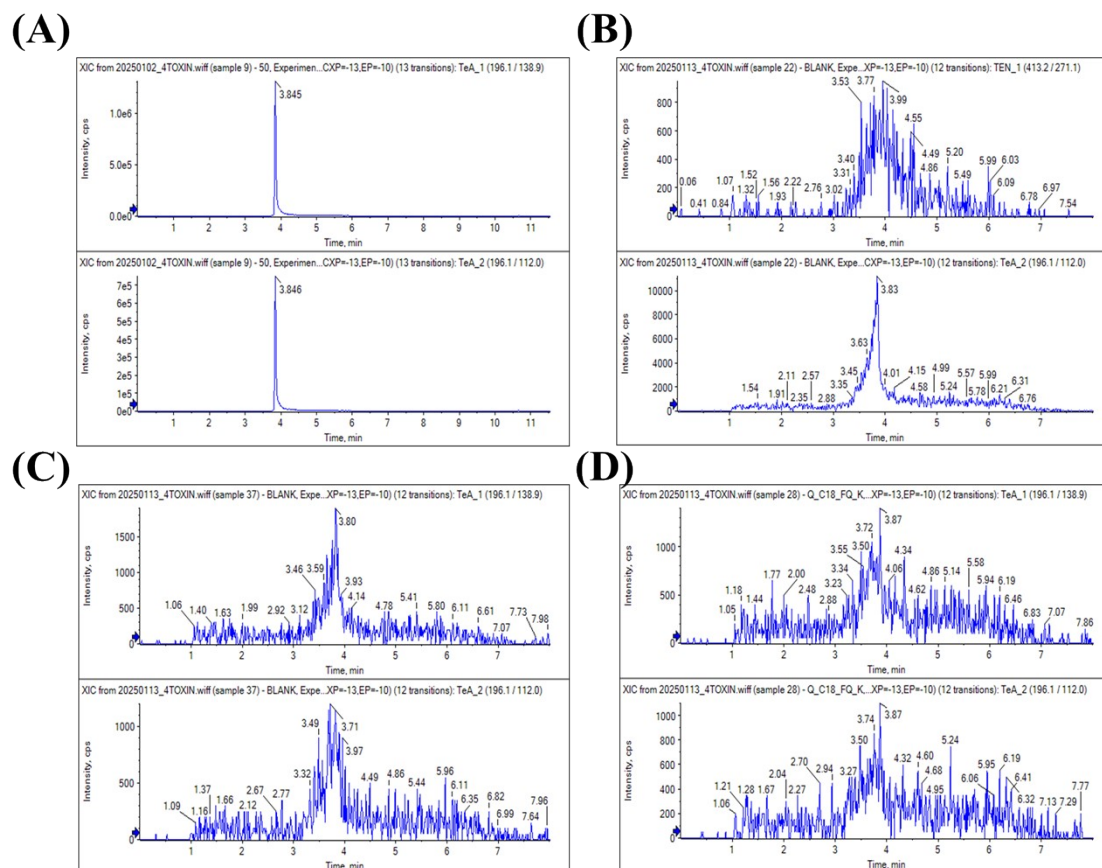 (A)
XIC from 20250102_4TOXIN.wiff (sample 9) - 50, Experimen...CXP=-13,EP=-10) (13 transitions): TeA_1 (196.1 / 138.9)
Intensity, cps
1.0e6
5.0e5
0.0e0
3.845
1 2 3 4 5 6 7 8 9 10 11
Time, min
XIC from 20250102_4TOXIN.wiff (sample 9) - 50, Experimen...CXP=-13,EP=-10) (13 transitions): TeA_2 (196.1 / 112.0)
Intensity, cps
7e5
6e5
5e5
4e5
3e5
2e5
1e5
0e0
3.846
1 2 3 4 5 6 7 8 9 10 11
Time, min
(B)
XIC from 20250113_4TOXIN.wiff (sample 22) - BLANK, Expe...XP=-13,EP=-10) (12 transitions): TEN_1 (413.2 / 271.1)
Intensity, cps
800
600
400
200
0
0.06 0.41 0.84 1.07 1.32 1.52 1.56 1.93 2.22 2.76 3.02 3.31 3.40 3.53 3.77 3.99 4.55 4.49 4.86 5.20 5.49 5.99 6.03 6.09 6.78 6.97 7.54
1 2 3 4 5 6 7
Time, min
XIC from 20250113_4TOXIN.wiff (sample 22) - BLANK, Expe...CXP=-13,EP=-10) (12 transitions): TeA_2 (196.1 / 112.0)
Intensity, cps
10000
8000
6000
4000
2000
0
1.54 1.91 2.11 2.35 2.57 2.88 3.35 3.45 3.63 3.83 4.01 4.15 4.58 4.99 5.24 5.57 5.78 5.99 6.21 6.31 6.76
1 2 3 4 5 6 7
Time, min
(C)
XIC from 20250113_4TOXIN.wiff (sample 37) - BLANK, Expe...XP=-13,EP=-10) (12 transitions): TeA_1 (196.1 / 138.9)
Intensity, cps
1500
1000
500
0
1.06 1.40 1.63 1.99 2.92 3.12 3.46 3.59 3.80 3.93 4.14 4.78 5.41 5.80 6.11 6.61 7.07 7.73 7.98
1 2 3 4 5 6 7
Time, min
XIC from 20250113_4TOXIN.wiff (sample 37) - BLANK, Expe...XP=-13,EP=-10) (12 transitions): TeA_2 (196.1 / 112.0)
Intensity, cps
1000
500
0
1.09 1.16 1.37 1.66 2.12 2.67 2.77 3.32 3.49 3.71 3.97 4.49 4.86 5.44 5.96 6.11 6.35 6.82 6.99 7.64 7.96
1 2 3 4 5 6 7
Time, min
(D)
XIC from 20250113_4TOXIN.wiff (sample 28) - Q_C18_FQ_K,...XP=-13,EP=-10) (12 transitions): TeA_1 (196.1 / 138.9)
Intensity, cps
1000
500
0
1.05 1.18 1.44 1.77 2.00 2.48 2.88 3.23 3.34 3.55 3.50 3.72 3.87 4.06 4.34 4.62 4.86 5.14 5.58 5.94 6.19 6.46 6.83 7.07 7.86
1 2 3 4 5 6 7
Time, min
XIC from 20250113_4TOXIN.wiff (sample 28) - Q_C18_FQ_K,...XP=-13,EP=-10) (12 transitions): TeA_2 (196.1 / 112.0)
Intensity, cps
1000
800
600
400
200
0
1.06 1.21 1.28 1.67 2.04 2.27 2.70 2.94 3.27 3.50 3.74 3.87 4.32 4.60 4.68 4.95 5.24 5.95 6.06 6.19 6.41 6.32 7.13 7.29 7.77
1 2 3 4 5 6 7
Time, min